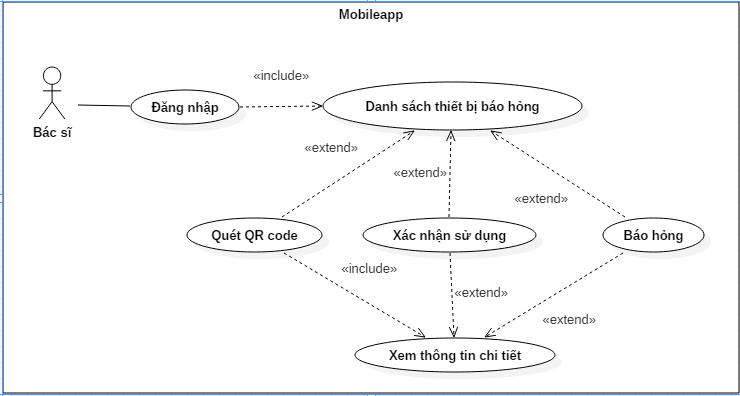 Mobileapp
«include»
Đăng nhập
Danh sách thiết bị báo hỏng
Bác sĩ
«extend»
«extend»
«extend»
Quét QR code
Xác nhận sử dụng
Báo hỏng
«include»
«extend»
«extend»
Xem thông tin chi tiết